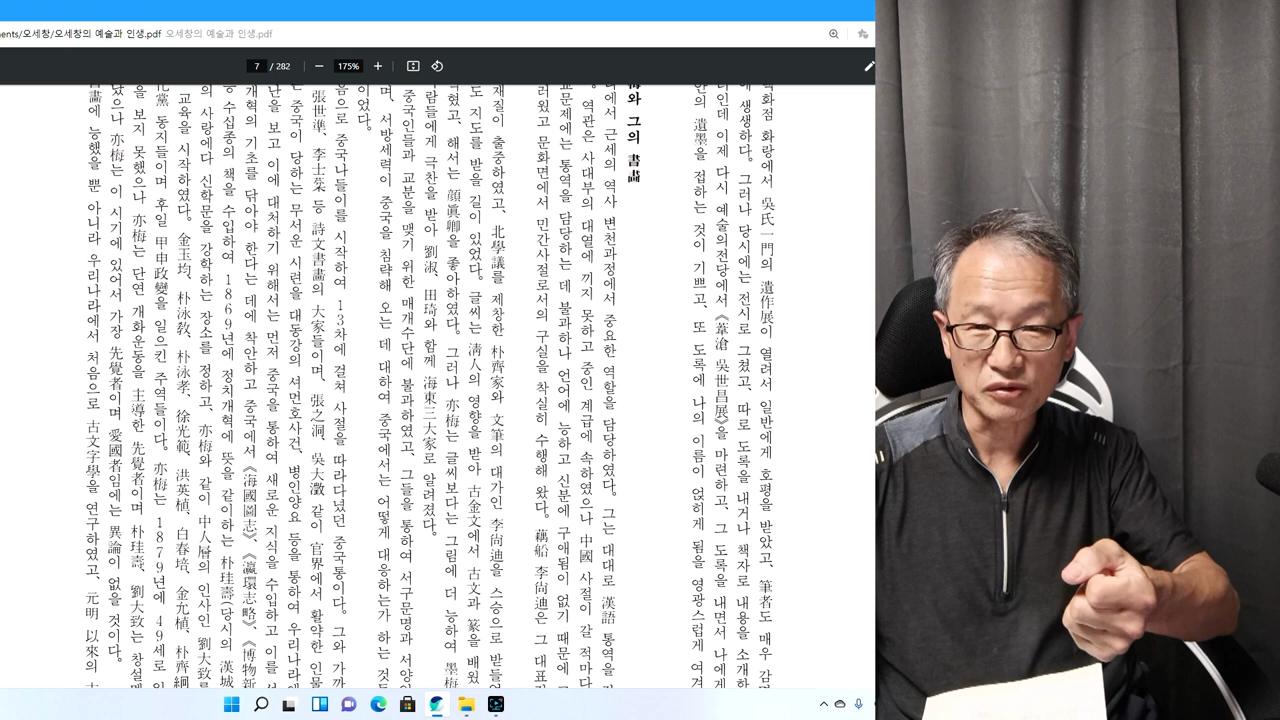 ments/오세창/오세창의 예술과 인생.pdf 오세창의 예술과 인생.pdf
7 / 282 175%
백화점 화랑에서 吳氏一門의 遺作展이 열려서 일반에게 호평을 받았고, 筆者도 매우 감
에 생생하다. 그러나 당시에는 전시로 그쳤고, 따로 도록을 내거나 책자로 내용을 소개한
인데 이제 다시 예술의전당에서 《葦滄 吳世昌展》을 마련하고, 그 도록을 내면서 나에게
의 遺墨을 접하는 것이 기쁘고, 또 도록에 나의 이름이 얹히게 됨을 영광스럽게 여겨
梅와 그의 書畵
에서 근세의 역사 변천과정에서 중요한 역할을 담당하였다. 그는 대대로 漢語 통역을
역관은 사대부의 대열에 끼지 못하고 중인 계급에 속하였으나 中國 사절이 갈 적마다
교문제에는 통역을 담당하는 데 불과하나 언어에 능하고 신분에 구애됨이 없기 때문에
러웠고 문화면에서 민간사절로서의 구실을 착실히 수행해 왔다. 藕船 李尙迪은 그 대표
재질이 출중하였고, 北學議를 제창한 朴齊家와 文筆의 대가인 李尙迪을 스승으로 받들었
도 지도를 받을 길이 있었다. 글씨는 淸人의 영향을 받아 古金文에서 古文과 篆을 배웠
혔고, 해서는 顔眞卿을 좋아하였다. 그러나 亦梅는 글씨보다는 그림에 더 능하여 墨梅
람들에게 극찬을 받아 劉淑, 田琦와 함께 海東三大家로 알려졌다.
중국인들과 교분을 맺기 위한 매개수단에 불과하였고, 그들을 통하여 서구문명과 서양
며, 서방세력이 중국을 침략해 오는 데 대하여 중국에서는 어떻게 대응하는가 하는 것
이었다.
음으로 중국나들이를 시작하여 13차에 걸쳐 사절을 따라다녔던 중국통이다. 그와 가까
張世準, 李士棻 등 詩文書畵의 大家들이며, 張之洞, 吳大澂 같이 官界에서 활약한 인물
는 중국이 당하는 무서운 시련을 대동강의 셔먼호사건, 병인양요 등을 통하여 우리나라에
난을 보고 이에 대처하기 위해서는 먼저 중국을 통하여 새로운 지식을 수입하고 이를
개혁의 기초를 닦아야 한다는 데에 착안하고 중국에서 《海國圖志》, 《瀛環志略》, 《博物新
수십종의 책을 수입하여 1869년에 정치개혁에 뜻을 같이하는 朴珪壽(당시의 漢城
의 사랑에다 신학문을 강학하는 장소를 정하고, 亦梅와 같이 中人層의 인사인 劉大致를
교육을 시작하였다. 金玉均, 朴泳敎, 朴泳孝, 徐光範, 洪英植, 白春培, 金允植, 朴齊絅
化黨 동지들이며 후일 甲申政變을 일으킨 주역들이다. 亦梅는 1879년에 49세로
을 보지 못했으나 亦梅는 단연 개화운동을 主導한 先覺者이며 朴珪壽, 劉大致는 창설
났으나 亦梅는 이 시기에 있어서 가장 先覺者이며 愛國者임에는 異論이 없을 것이다.
書畵에 능했을 뿐 아니라 우리나라에서 처음으로 古文字學을 연구하였고, 元明 以來의 古